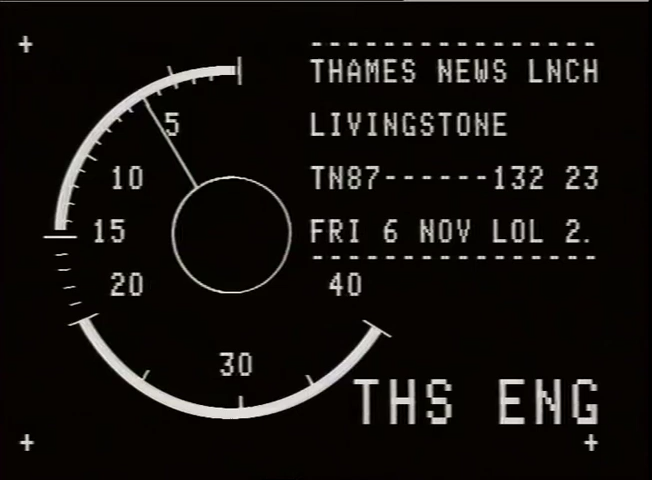 THAMES NEWS LNCH
LIVINGSTONE
TN87------132 23
FRI 6 NOV LOL 2.
5
10
15
20
30
40
THS ENG